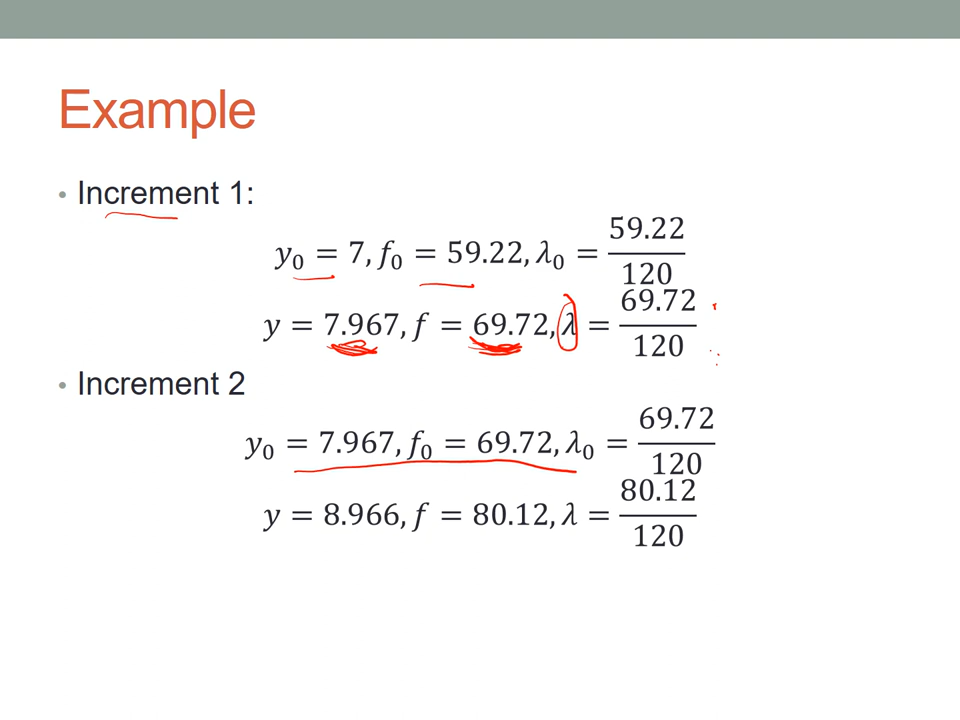 Example
• Increment 1:
y₀ = 7, f₀ = 59.22, λ₀ = 59.22/120
y = 7.967, f = 69.72, λ = 69.72/120
• Increment 2
y₀ = 7.967, f₀ = 69.72, λ₀ = 69.72/120
y = 8.966, f = 80.12, λ = 80.12/120